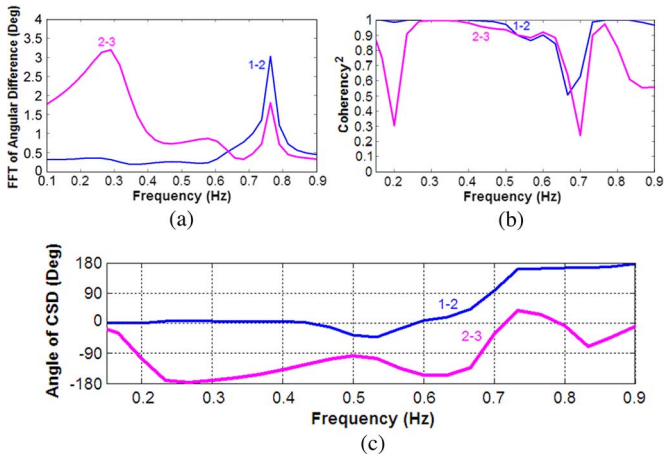 FFT of Angular Difference (Deg)
4
3.5
3
2.5
2
1.5
1
0.5
0
2-3
1-2
0.1 0.2 0.3 0.4 0.5 0.6 0.7 0.8 0.9
Frequency (Hz)
(a)
Coherency²
1
0.9
0.8
0.7
0.6
0.5
0.4
0.3
0.2
0.1
0
1-2
2-3
0.2 0.3 0.4 0.5 0.6 0.7 0.8 0.9
Frequency (Hz)
(b)
Angle of CSD (Deg)
180
90
0
-90
-180
1-2
2-3
0.2 0.3 0.4 0.5 0.6 0.7 0.8 0.9
Frequency (Hz)
(c)